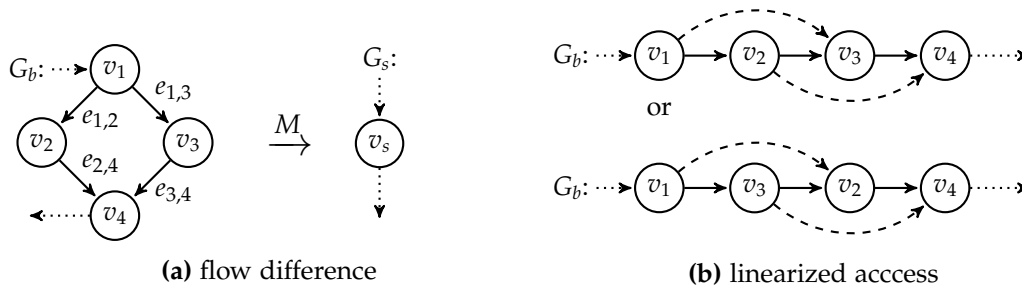 G_b: v_1
e_{1,3}
e_{1,2}
v_2 v_3
e_{2,4}
e_{3,4}
v_4
M
G_s:
v_s
(a) flow difference
G_b: v_1 v_2 v_3 v_4
or
G_b: v_1 v_3 v_2 v_4
(b) linearized acccess